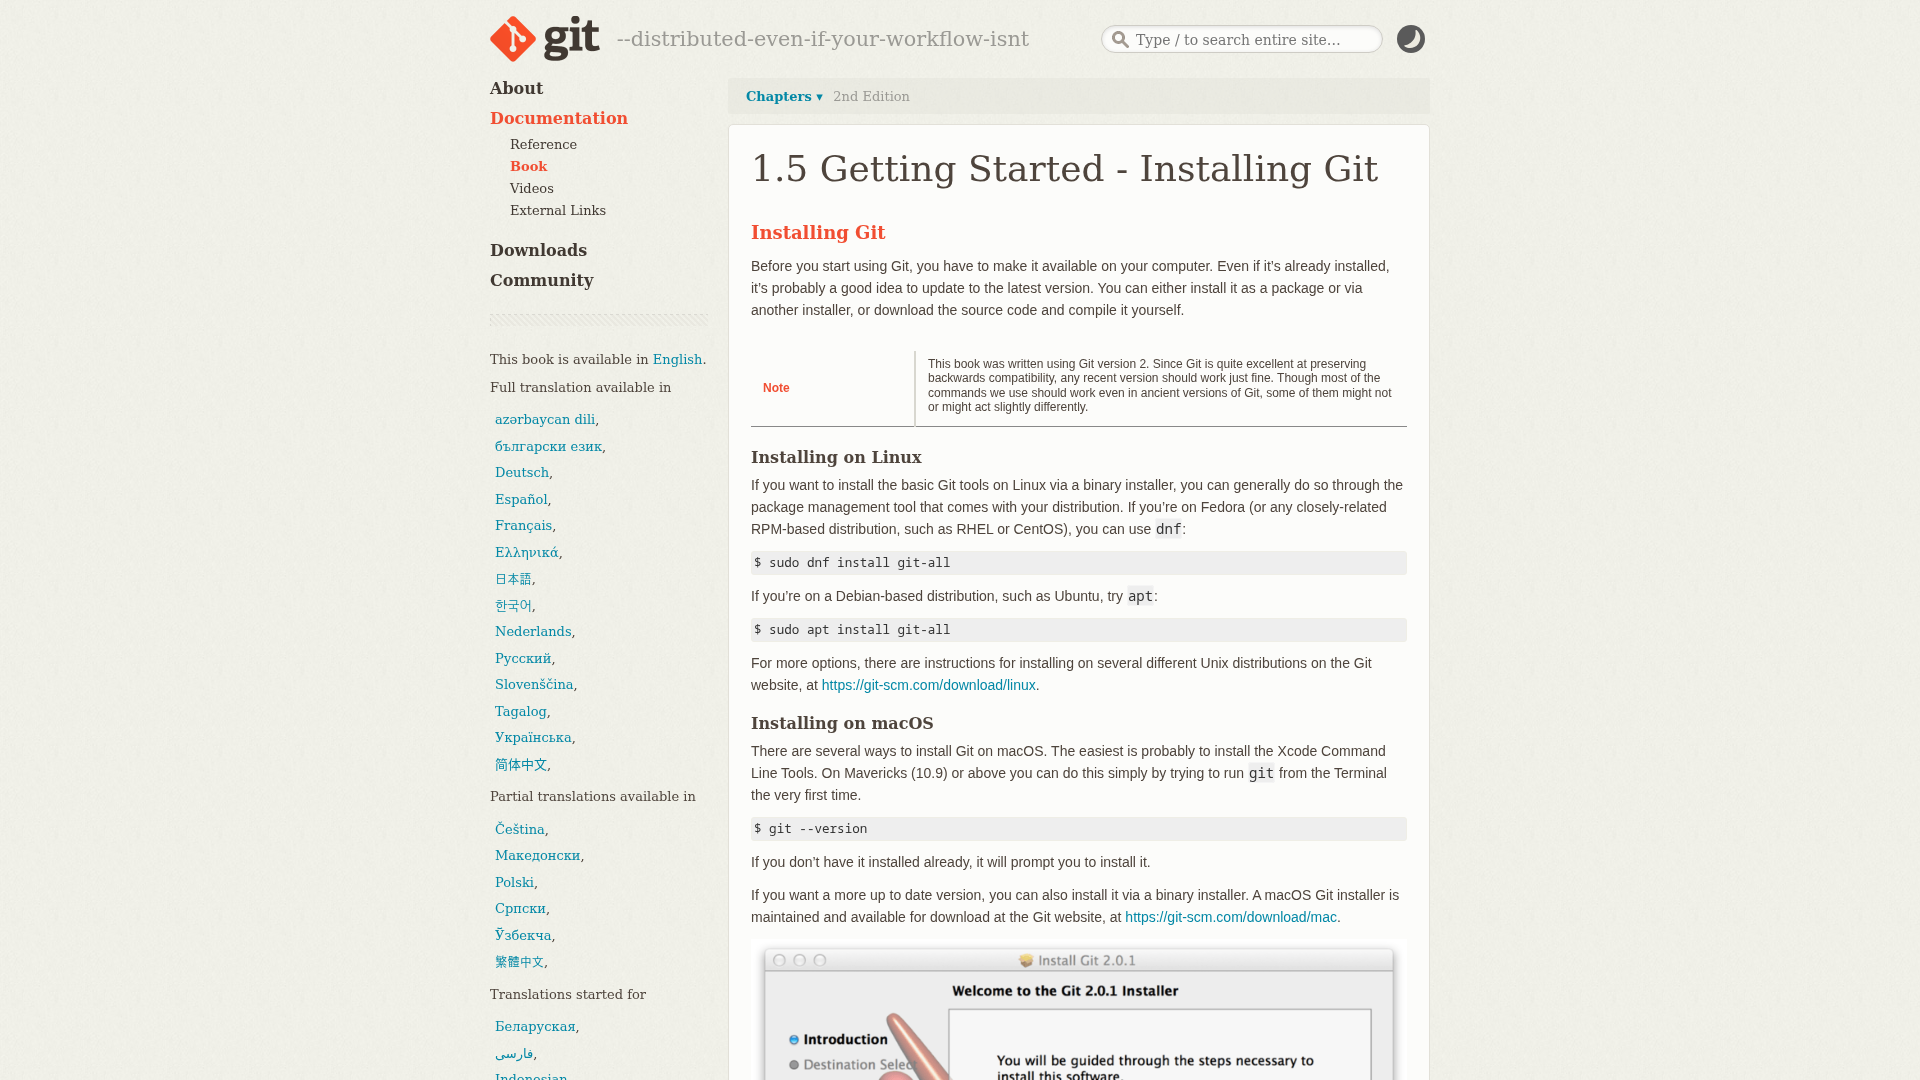 git --distributed-even-if-your-workflow-isnt
Type / to search entire site…
About
Documentation
Reference
Book
Videos
External Links
Downloads
Community
This book is available in English.
Full translation available in
azərbaycan dili,
български език,
Deutsch,
Español,
Français,
Ελληνικά,
日本語,
한국어,
Nederlands,
Русский,
Slovenščina,
Tagalog,
Українська,
简体中文,
Partial translations available in
Čeština,
Македонски,
Polski,
Српски,
Ўзбекча,
繁體中文,
Translations started for
Беларуская,
فارسی,
Indonesian,
Chapters ▾ 2nd Edition
1.5 Getting Started - Installing Git
Installing Git
Before you start using Git, you have to make it available on your computer. Even if it’s already installed,
it’s probably a good idea to update to the latest version. You can either install it as a package or via
another installer, or download the source code and compile it yourself.
Note
This book was written using Git version 2. Since Git is quite excellent at preserving
backwards compatibility, any recent version should work just fine. Though most of the
commands we use should work even in ancient versions of Git, some of them might not
or might act slightly differently.
Installing on Linux
If you want to install the basic Git tools on Linux via a binary installer, you can generally do so through the
package management tool that comes with your distribution. If you’re on Fedora (or any closely-related
RPM-based distribution, such as RHEL or CentOS), you can use dnf:
$ sudo dnf install git-all
If you’re on a Debian-based distribution, such as Ubuntu, try apt:
$ sudo apt install git-all
For more options, there are instructions for installing on several different Unix distributions on the Git
website, at https://git-scm.com/download/linux.
Installing on macOS
There are several ways to install Git on macOS. The easiest is probably to install the Xcode Command
Line Tools. On Mavericks (10.9) or above you can do this simply by trying to run git from the Terminal
the very first time.
$ git --version
If you don’t have it installed already, it will prompt you to install it.
If you want a more up to date version, you can also install it via a binary installer. A macOS Git installer is
maintained and available for download at the Git website, at https://git-scm.com/download/mac.
Install Git 2.0.1
Welcome to the Git 2.0.1 Installer
Introduction
Destination Select
You will be guided through the steps necessary to
install this software.